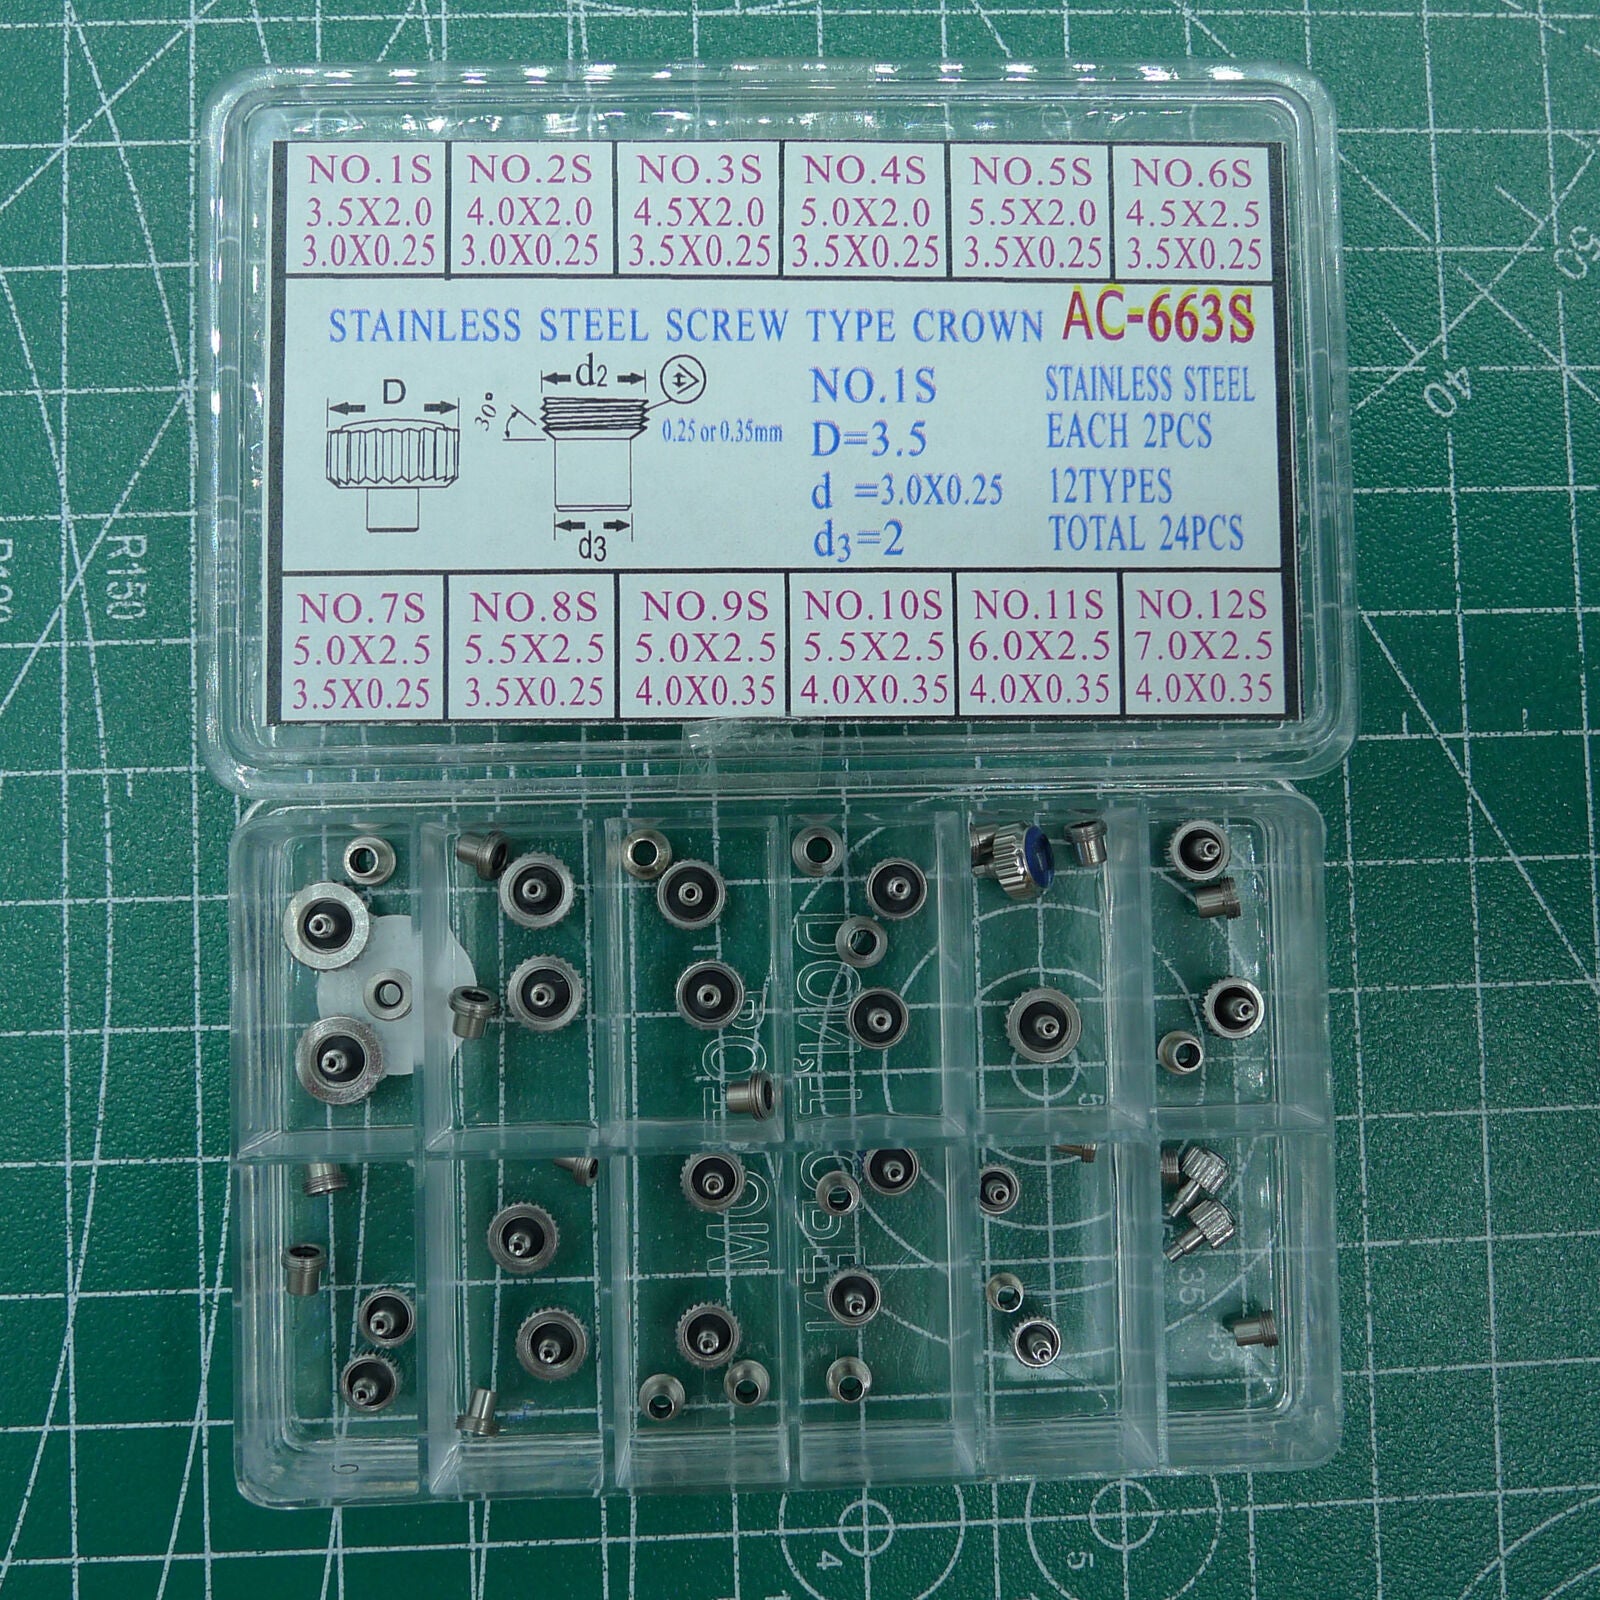 NO.1S NO.2S NO.3S NO.4S NO.5S NO.6S
3.5X2.0 4.0X2.0 4.5X2.0 5.0X2.0 5.5X2.0 4.5X2.5
3.0X0.25 3.0X0.25 3.5X0.25 3.5X0.25 3.5X0.25 3.5X0.25
STAINLESS STEEL SCREW TYPE CROWN AC-663S
D
d2
30°
0.25 or 0.35mm
d3
NO.1S
D=3.5
d =3.0X0.25
d3=2
STAINLESS STEEL
EACH 2PCS
12TYPES
TOTAL 24PCS
NO.7S NO.8S NO.9S NO.10S NO.11S NO.12S
5.0X2.5 5.5X2.5 5.0X2.5 5.5X2.5 6.0X2.5 7.0X2.5
3.5X0.25 3.5X0.25 4.0X0.35 4.0X0.35 4.0X0.35 4.0X0.35
50
40
R150
5
35
45
4
5